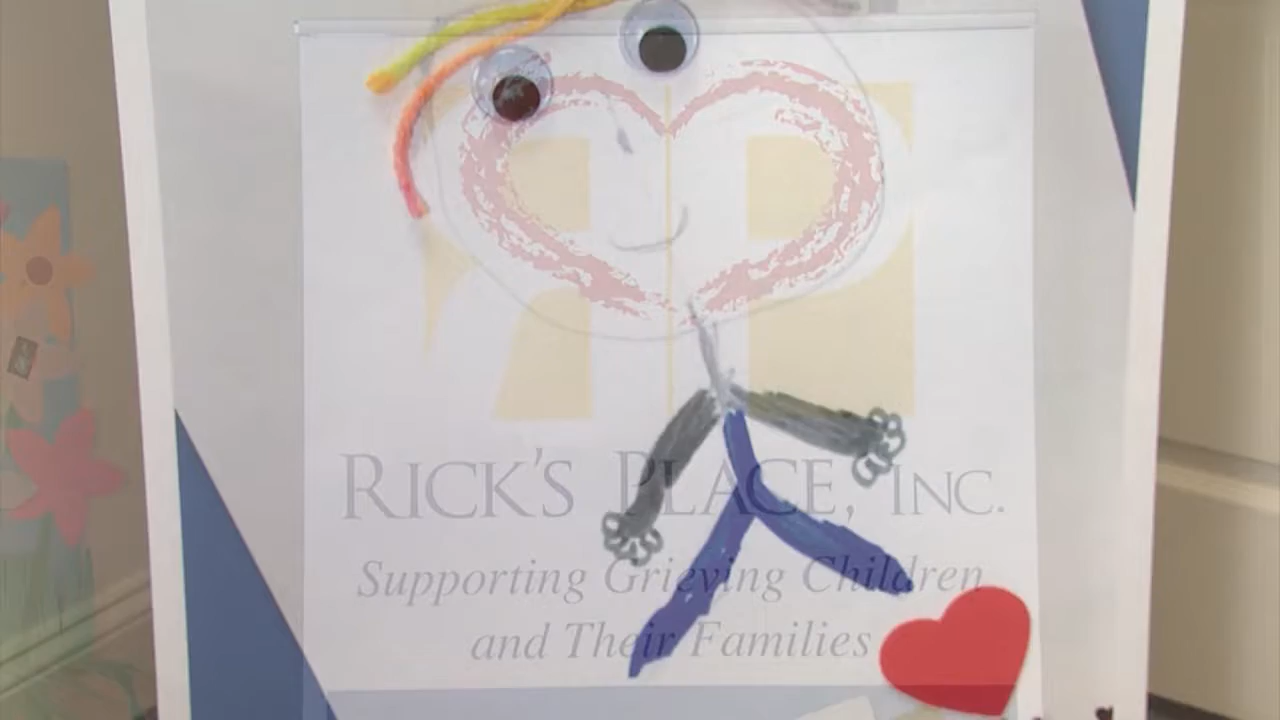 RICK'S PLACE, INC.
Supporting Grieving Children
and Their Families